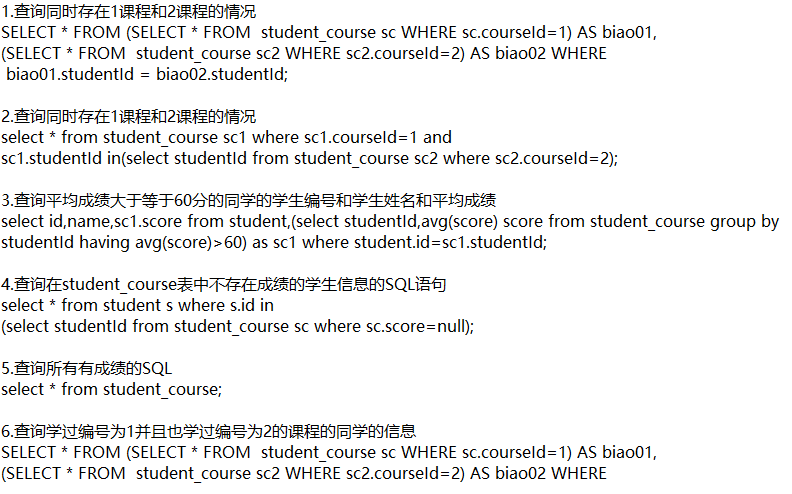 1.查询同时存在1课程和2课程的情况
SELECT * FROM (SELECT * FROM  student_course sc WHERE sc.courseId=1) AS biao01,
(SELECT * FROM  student_course sc2 WHERE sc2.courseId=2) AS biao02 WHERE
 biao01.studentId = biao02.studentId;

2.查询同时存在1课程和2课程的情况
select * from student_course sc1 where sc1.courseId=1 and
sc1.studentId in(select studentId from student_course sc2 where sc2.courseId=2);

3.查询平均成绩大于等于60分的同学的学生编号和学生姓名和平均成绩
select id,name,sc1.score from student,(select studentId,avg(score) score from student_course group by
studentId having avg(score)>60) as sc1 where student.id=sc1.studentId;

4.查询在student_course表中不存在成绩的学生信息的SQL语句
select * from student s where s.id in
(select studentId from student_course sc where sc.score=null);

5.查询所有有成绩的SQL
select * from student_course;

6.查询学过编号为1并且也学过编号为2的课程的同学的信息
SELECT * FROM (SELECT * FROM  student_course sc WHERE sc.courseId=1) AS biao01,
(SELECT * FROM  student_course sc2 WHERE sc2.courseId=2) AS biao02 WHERE